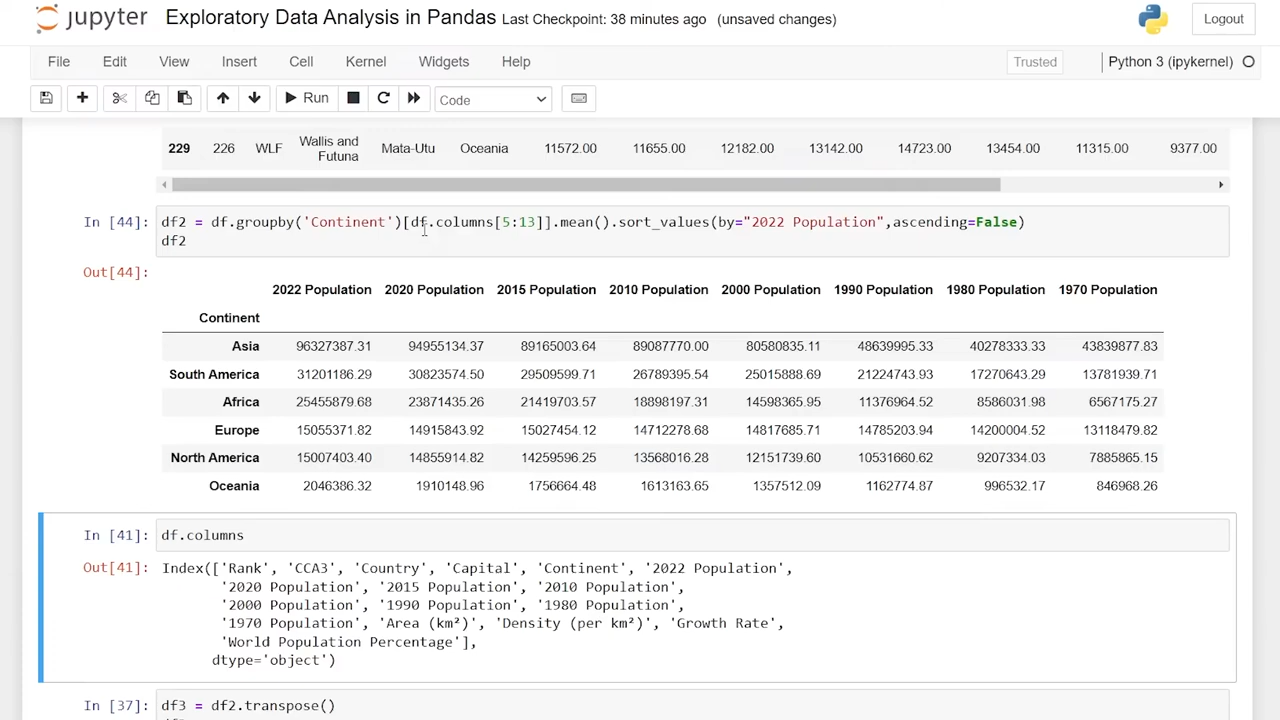 jupyter Exploratory Data Analysis in Pandas Last Checkpoint: 38 minutes ago (unsaved changes) Logout
File Edit View Insert Cell Kernel Widgets Help Trusted Python 3 (ipykernel)
Run Code
229 226 WLF Wallis and Futuna Mata-Utu Oceania 11572.00 11655.00 12182.00 13142.00 14723.00 13454.00 11315.00 9377.00
In [44]: df2 = df.groupby('Continent')[df.columns[5:13]].mean().sort_values(by="2022 Population",ascending=False)
df2
Out[44]:
2022 Population 2020 Population 2015 Population 2010 Population 2000 Population 1990 Population 1980 Population 1970 Population
Continent
Asia 96327387.31 94955134.37 89165003.64 89087770.00 80580835.11 48639995.33 40278333.33 43839877.83
South America 31201186.29 30823574.50 29509599.71 26789395.54 25015888.69 21224743.93 17270643.29 13781939.71
Africa 25455879.68 23871435.26 21419703.57 18898197.31 14598365.95 11376964.52 8586031.98 6567175.27
Europe 15055371.82 14915843.92 15027454.12 14712278.68 14817685.71 14785203.94 14200004.52 13118479.82
North America 15007403.40 14855914.82 14259596.25 13568016.28 12151739.60 10531660.62 9207334.03 7885865.15
Oceania 2046386.32 1910148.96 1756664.48 1613163.65 1357512.09 1162774.87 996532.17 846968.26
In [41]: df.columns
Out[41]: Index(['Rank', 'CCA3', 'Country', 'Capital', 'Continent', '2022 Population',
'2020 Population', '2015 Population', '2010 Population',
'2000 Population', '1990 Population', '1980 Population',
'1970 Population', 'Area (km²)', 'Density (per km²)', 'Growth Rate',
'World Population Percentage'],
dtype='object')
In [37]: df3 = df2.transpose()